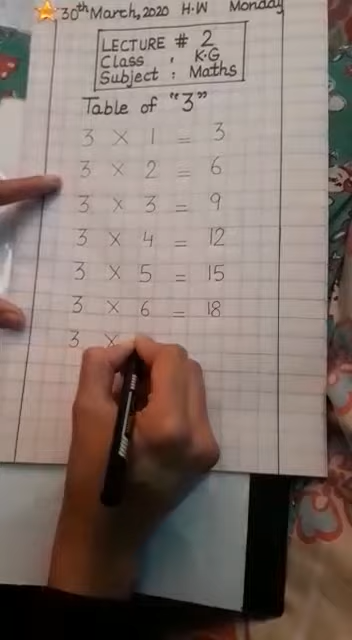 30th March, 2020 H.W Monday
LECTURE # 2
Class : K.G
Subject : Maths
Table of "3"
3 × 1 = 3
3 × 2 = 6
3 × 3 = 9
3 × 4 = 12
3 × 5 = 15
3 × 6 = 18
3 ×